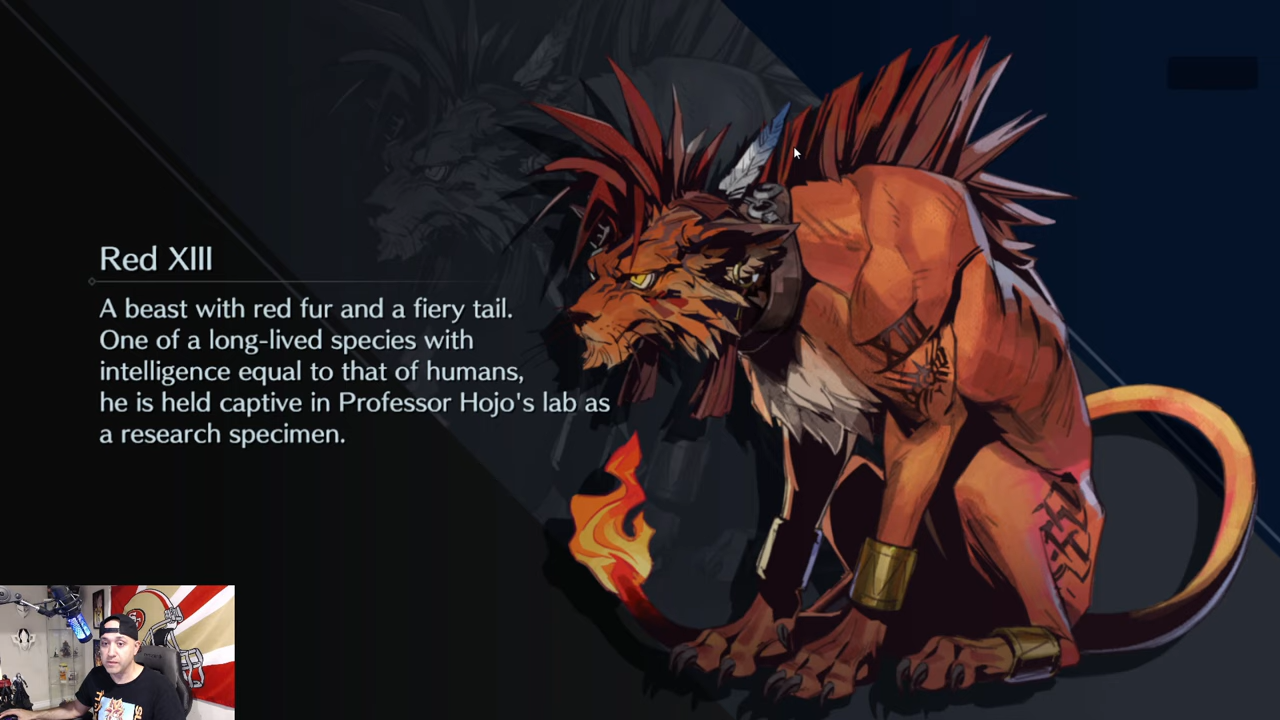 Red XIII
A beast with red fur and a fiery tail.
One of a long-lived species with
intelligence equal to that of humans,
he is held captive in Professor Hojo's lab as
a research specimen.
XIII